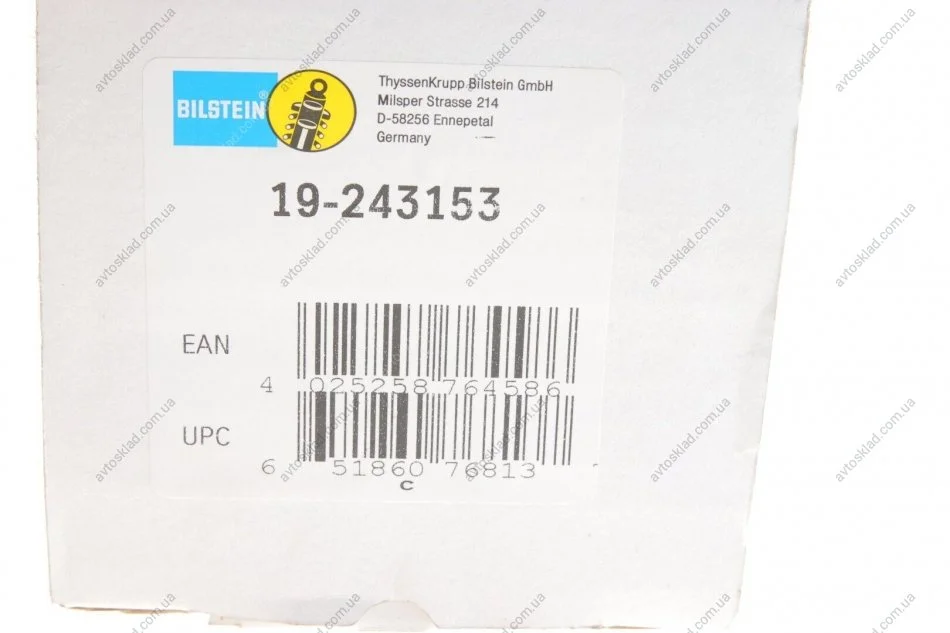 BILSTEIN®
ThyssenKrupp Bilstein GmbH
Milsper Strasse 214
D-58256 Ennepetal
Germany
19-243153
EAN
4 025258 764586
UPC
6 51860 76813
C
avtosklad.com.ua